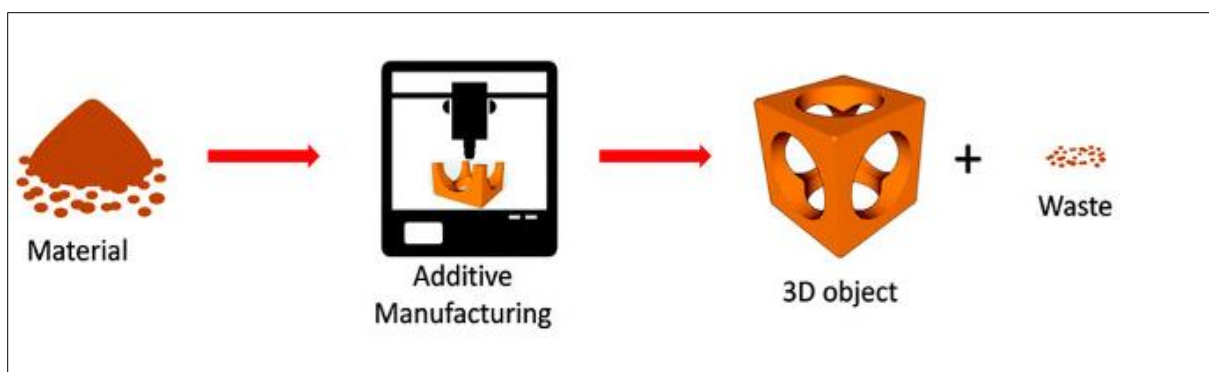 Material
Additive
Manufacturing
3D object
+
Waste